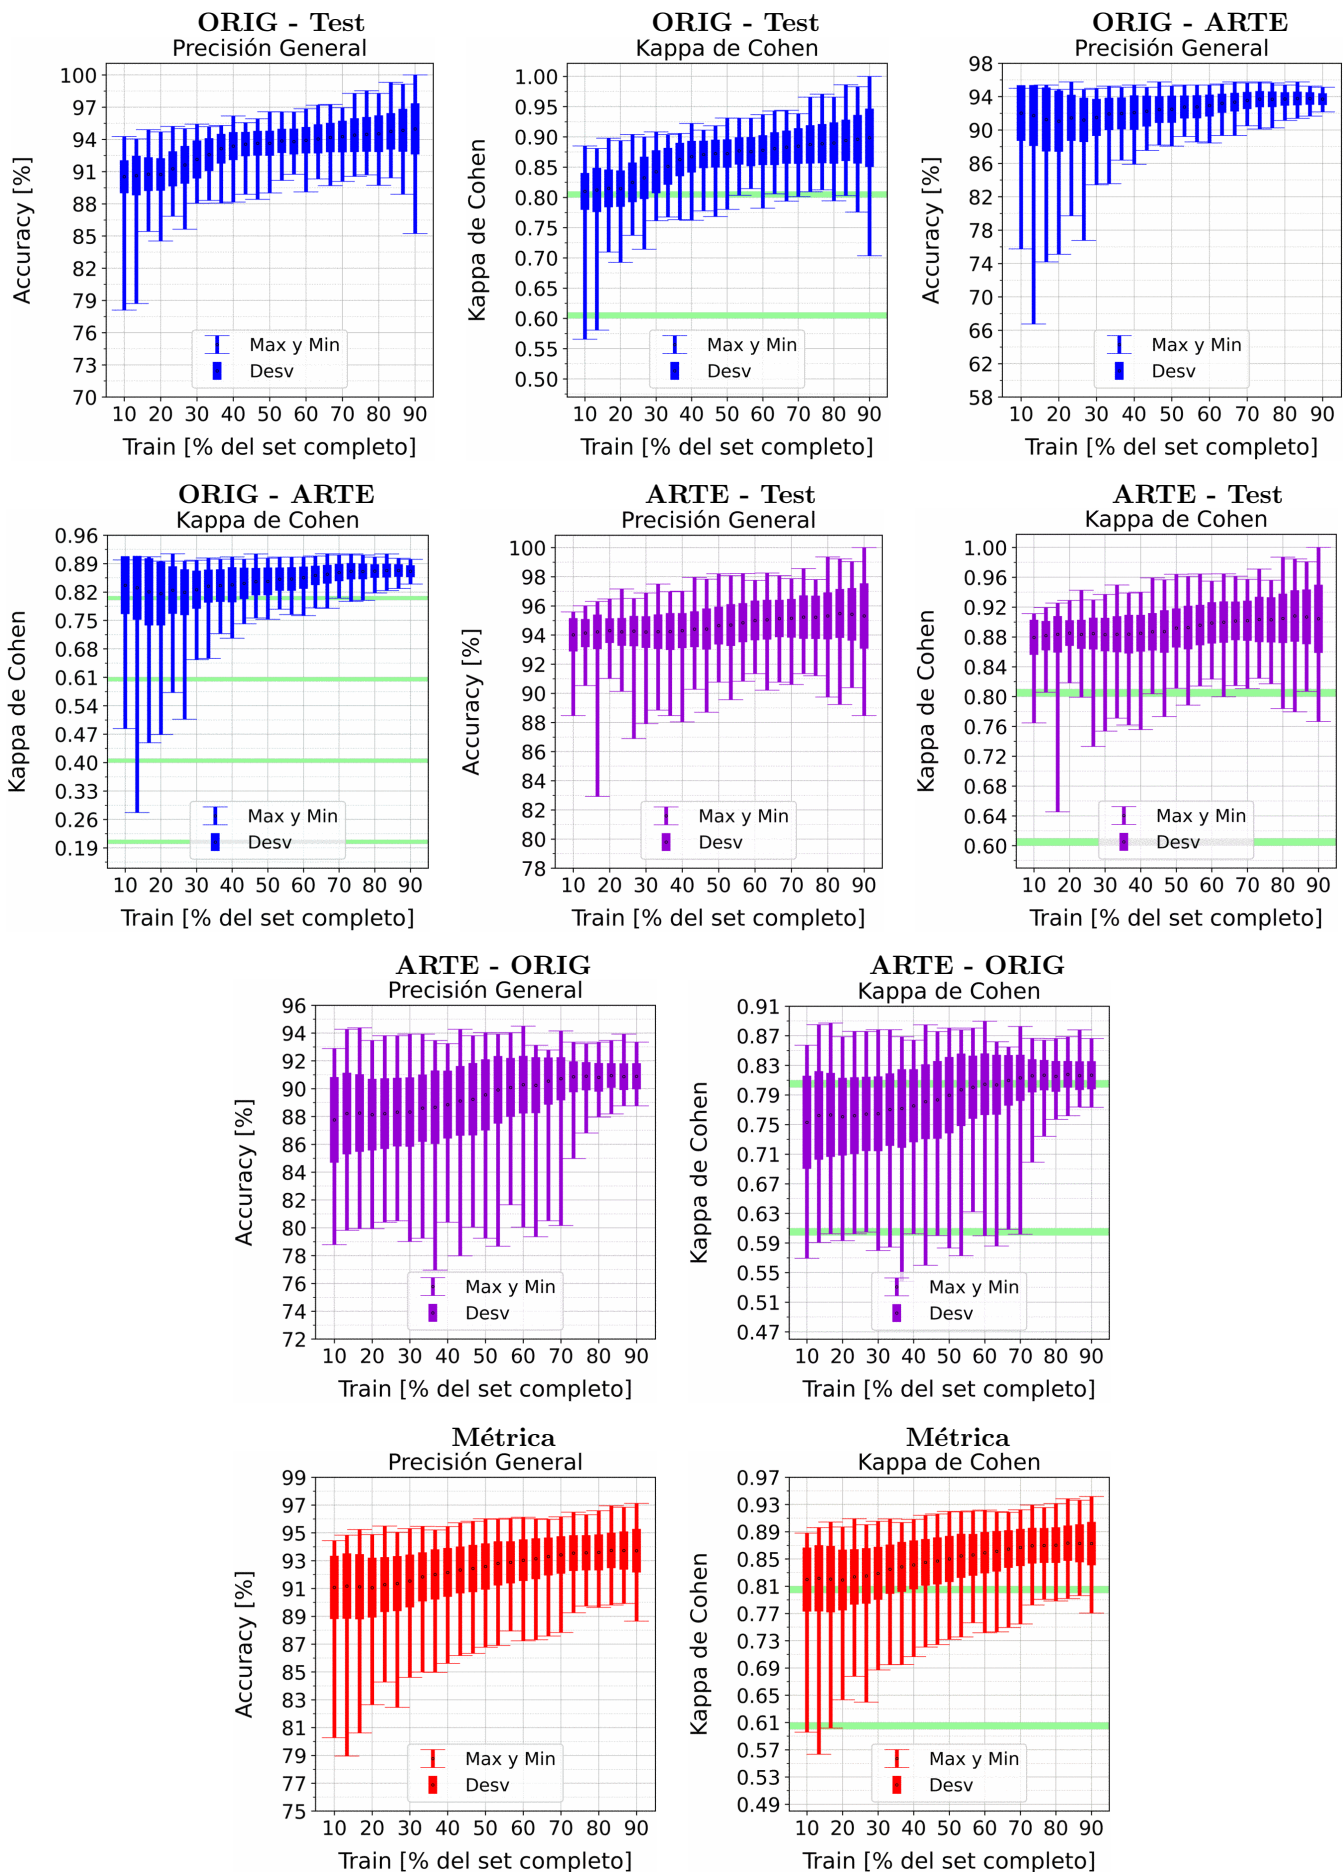 ORIG - Test
Precisión General
100
97
94
91
88
85
82
79
76
73
70
Accuracy [%]
Max y Min
Desv
10 20 30 40 50 60 70 80 90
Train [% del set completo]
ORIG - Test
Kappa de Cohen
1.00
0.95
0.90
0.85
0.80
0.75
0.70
0.65
0.60
0.55
0.50
Kappa de Cohen
Max y Min
Desv
10 20 30 40 50 60 70 80 90
Train [% del set completo]
ORIG - ARTE
Precisión General
98
94
90
86
82
78
74
70
66
62
58
Accuracy [%]
Max y Min
Desv
10 20 30 40 50 60 70 80 90
Train [% del set completo]
ORIG - ARTE
Kappa de Cohen
0.96
0.89
0.82
0.75
0.68
0.61
0.54
0.47
0.40
0.33
0.26
0.19
Kappa de Cohen
Max y Min
Desv
10 20 30 40 50 60 70 80 90
Train [% del set completo]
ARTE - Test
Precisión General
100
98
96
94
92
90
88
86
84
82
80
78
Accuracy [%]
Max y Min
Desv
10 20 30 40 50 60 70 80 90
Train [% del set completo]
ARTE - Test
Kappa de Cohen
1.00
0.96
0.92
0.88
0.84
0.80
0.76
0.72
0.68
0.64
0.60
Kappa de Cohen
Max y Min
Desv
10 20 30 40 50 60 70 80 90
Train [% del set completo]
ARTE - ORIG
Precisión General
96
94
92
90
88
86
84
82
80
78
76
74
72
Accuracy [%]
Max y Min
Desv
10 20 30 40 50 60 70 80 90
Train [% del set completo]
ARTE - ORIG
Kappa de Cohen
0.91
0.87
0.83
0.79
0.75
0.71
0.67
0.63
0.59
0.55
0.51
0.47
Kappa de Cohen
Max y Min
Desv
10 20 30 40 50 60 70 80 90
Train [% del set completo]
Métrica
Precisión General
99
97
95
93
91
89
87
85
83
81
79
77
75
Accuracy [%]
Max y Min
Desv
10 20 30 40 50 60 70 80 90
Train [% del set completo]
Métrica
Kappa de Cohen
0.97
0.93
0.89
0.85
0.81
0.77
0.73
0.69
0.65
0.61
0.57
0.53
0.49
Kappa de Cohen
Max y Min
Desv
10 20 30 40 50 60 70 80 90
Train [% del set completo]